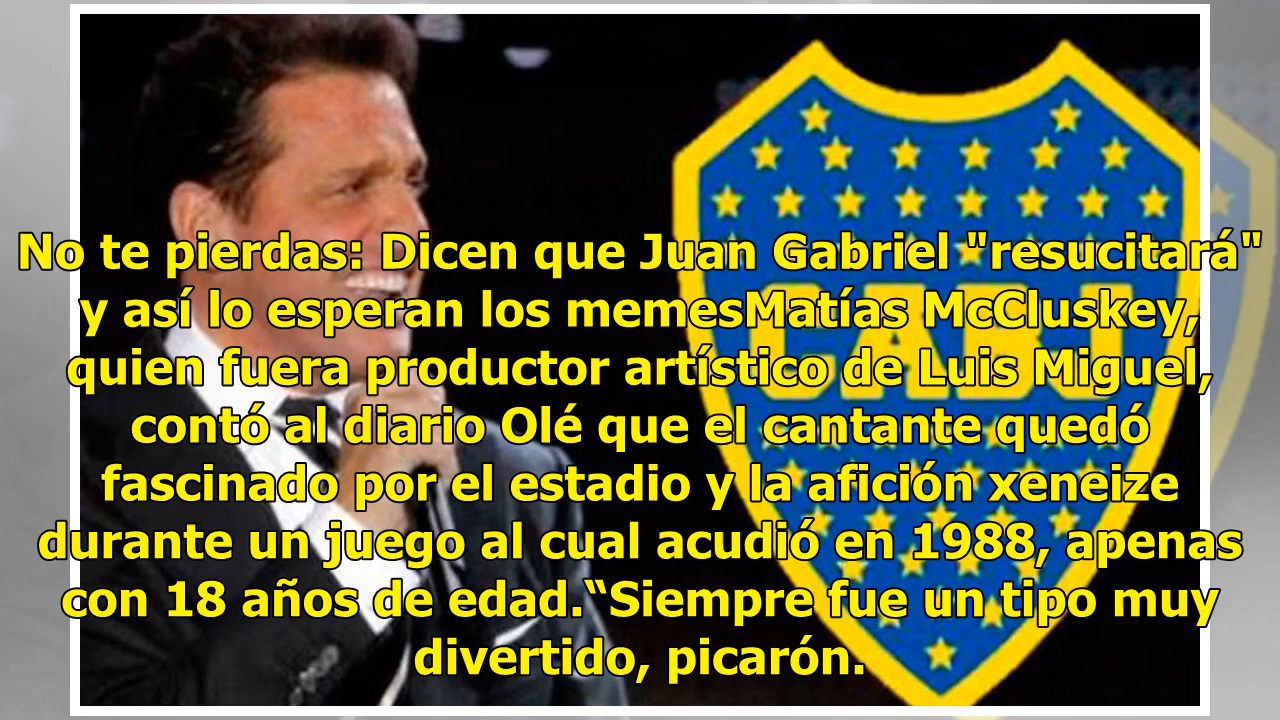 No te pierdas: Dicen que Juan Gabriel "resucitará"
y así lo esperan los memesMatías McCluskey,
quien fuera productor artístico de Luis Miguel,
contó al diario Olé que el cantante quedó
fascinado por el estadio y la afición xeneize
durante un juego al cual acudió en 1988, apenas
con 18 años de edad.“Siempre fue un tipo muy
divertido, picarón.
CABJ